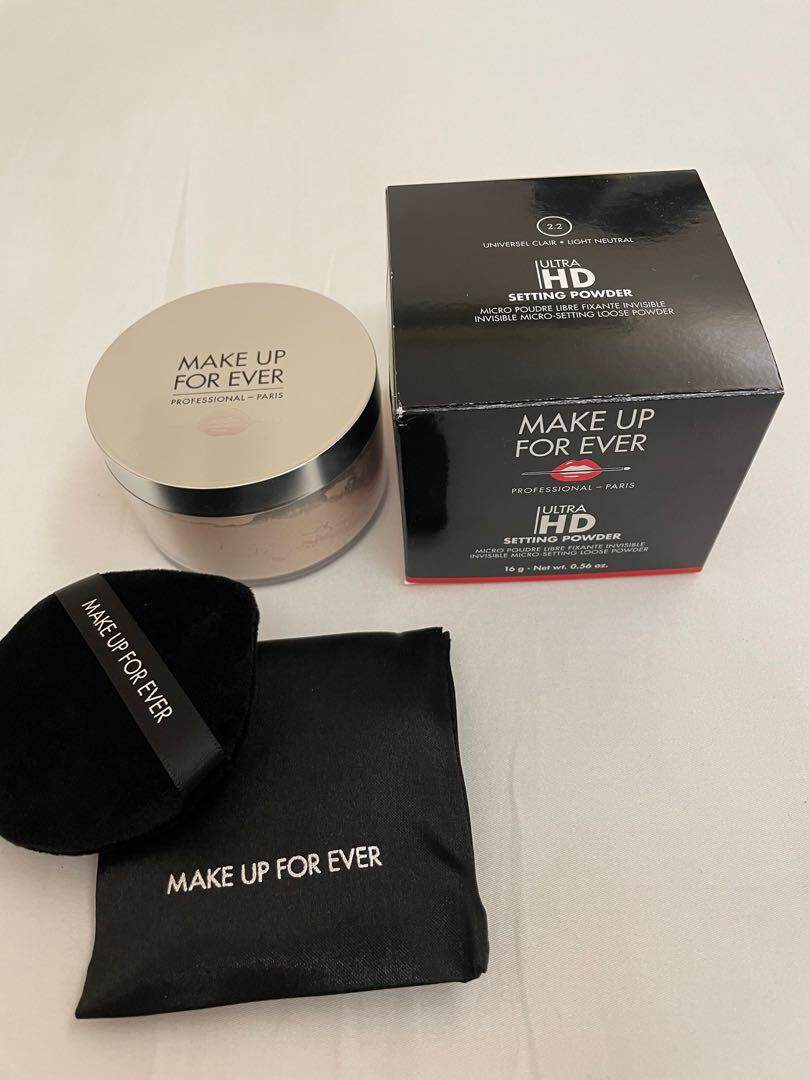 2.2
UNIVERSEL CLAIR • LIGHT NEUTRAL
ULTRA
HD
SETTING POWDER
MICRO POUDRE LIBRE FIXANTE INVISIBLE
INVISIBLE MICRO-SETTING LOOSE POWDER
MAKE UP
FOR EVER
PROFESSIONAL – PARIS
ULTRA
HD
SETTING POWDER
MICRO POUDRE LIBRE FIXANTE INVISIBLE
INVISIBLE MICRO-SETTING LOOSE POWDER
16 g - Net wt. 0.56 oz.
MAKE UP
FOR EVER
PROFESSIONAL – PARIS
MAKE UP FOR EVER
MAKE UP FOR EVER